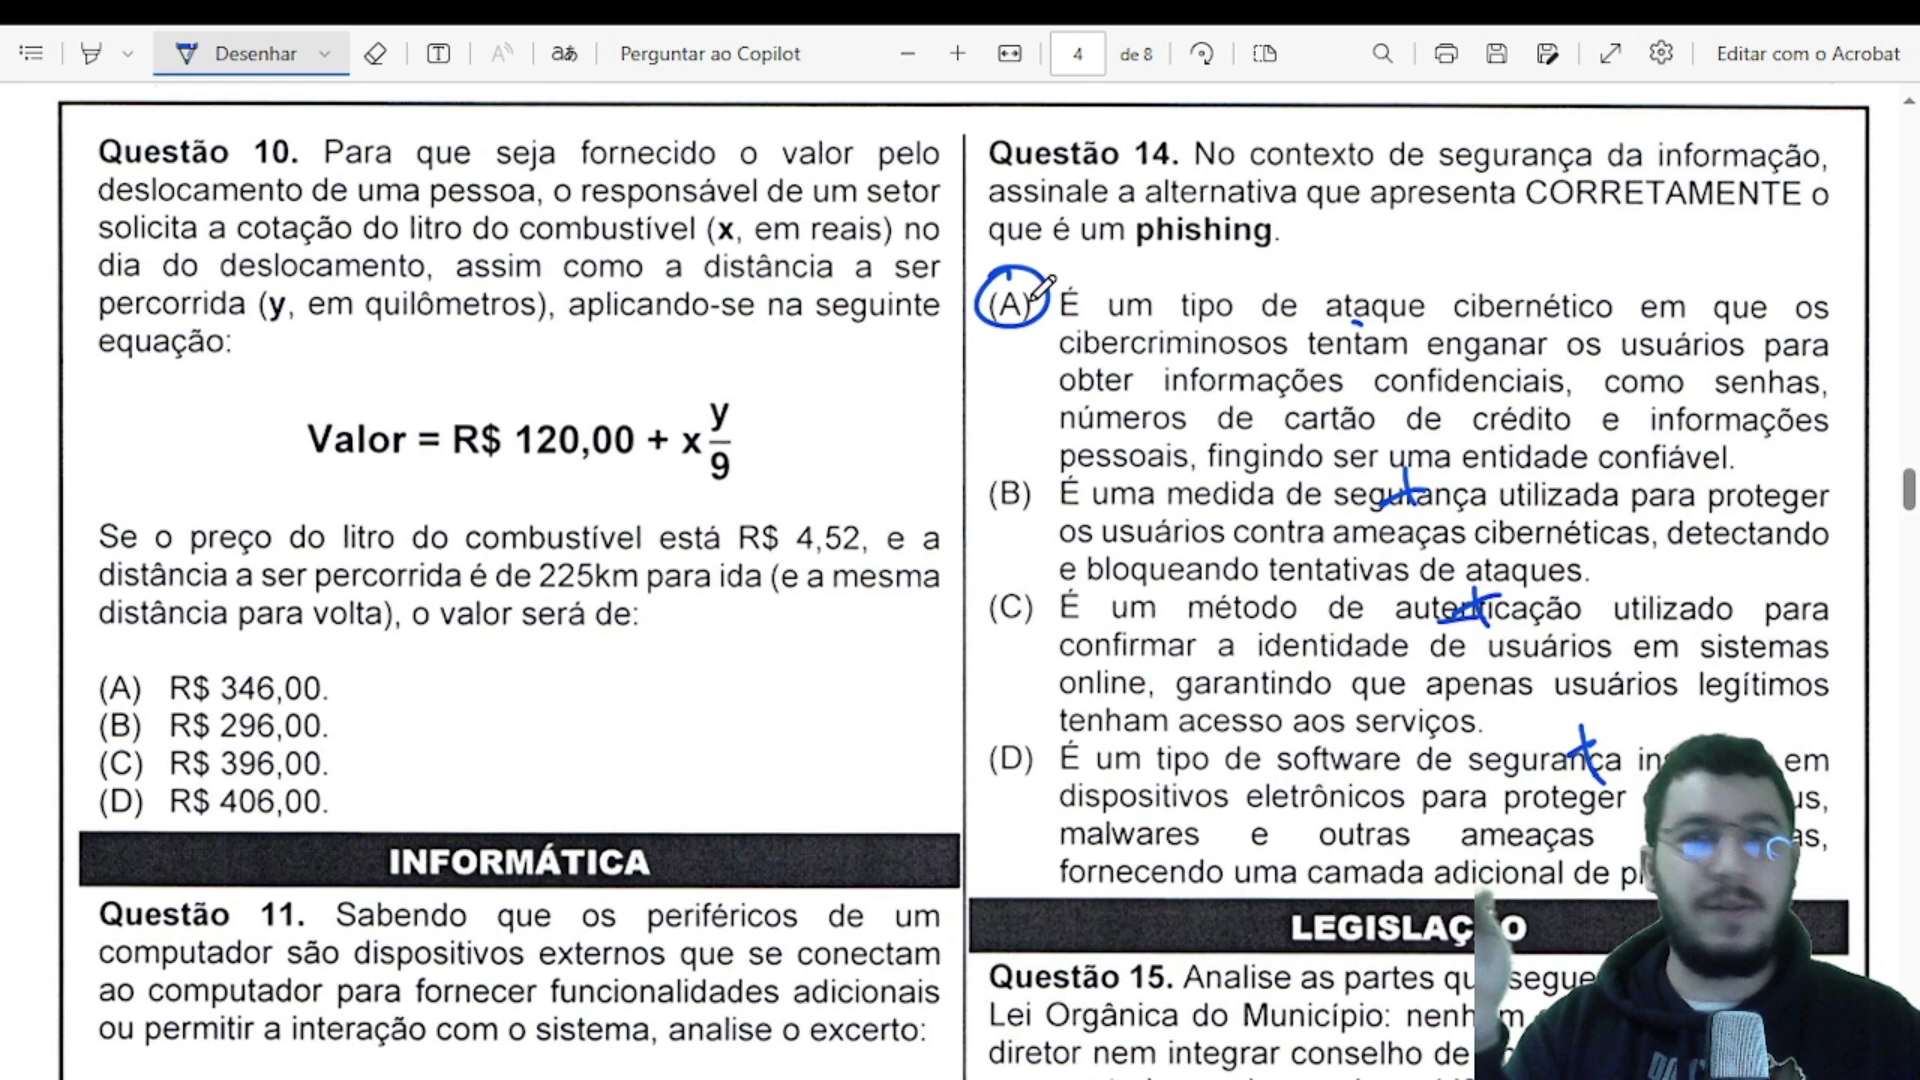 Desenhar
aあ
Perguntar ao Copilot
4
de 8
Editar com o Acrobat
Questão 10. Para que seja fornecido o valor pelo
deslocamento de uma pessoa, o responsável de um setor
solicita a cotação do litro do combustível (x, em reais) no
dia do deslocamento, assim como a distância a ser
percorrida (y, em quilômetros), aplicando-se na seguinte
equação:
Valor = R$ 120,00 + x y/9
Se o preço do litro do combustível está R$ 4,52, e a
distância a ser percorrida é de 225km para ida (e a mesma
distância para volta), o valor será de:
(A) R$ 346,00.
(B) R$ 296,00.
(C) R$ 396,00.
(D) R$ 406,00.
INFORMÁTICA
Questão 11. Sabendo que os periféricos de um
computador são dispositivos externos que se conectam
ao computador para fornecer funcionalidades adicionais
ou permitir a interação com o sistema, analise o excerto:
Questão 14. No contexto de segurança da informação,
assinale a alternativa que apresenta CORRETAMENTE o
que é um phishing.
(A) É um tipo de ataque cibernético em que os
cibercriminosos tentam enganar os usuários para
obter informações confidenciais, como senhas,
números de cartão de crédito e informações
pessoais, fingindo ser uma entidade confiável.
(B) É uma medida de segurança utilizada para proteger
os usuários contra ameaças cibernéticas, detectando
e bloqueando tentativas de ataques.
(C) É um método de autenticação utilizado para
confirmar a identidade de usuários em sistemas
online, garantindo que apenas usuários legítimos
tenham acesso aos serviços.
(D) É um tipo de software de segurança em
dispositivos eletrônicos para proteger
malwares e outras ameaças
fornecendo uma camada adicional de
LEGISLAÇÃO
Questão 15. Analise as partes que segue
Lei Orgânica do Município:
diretor nem integrar conselho de